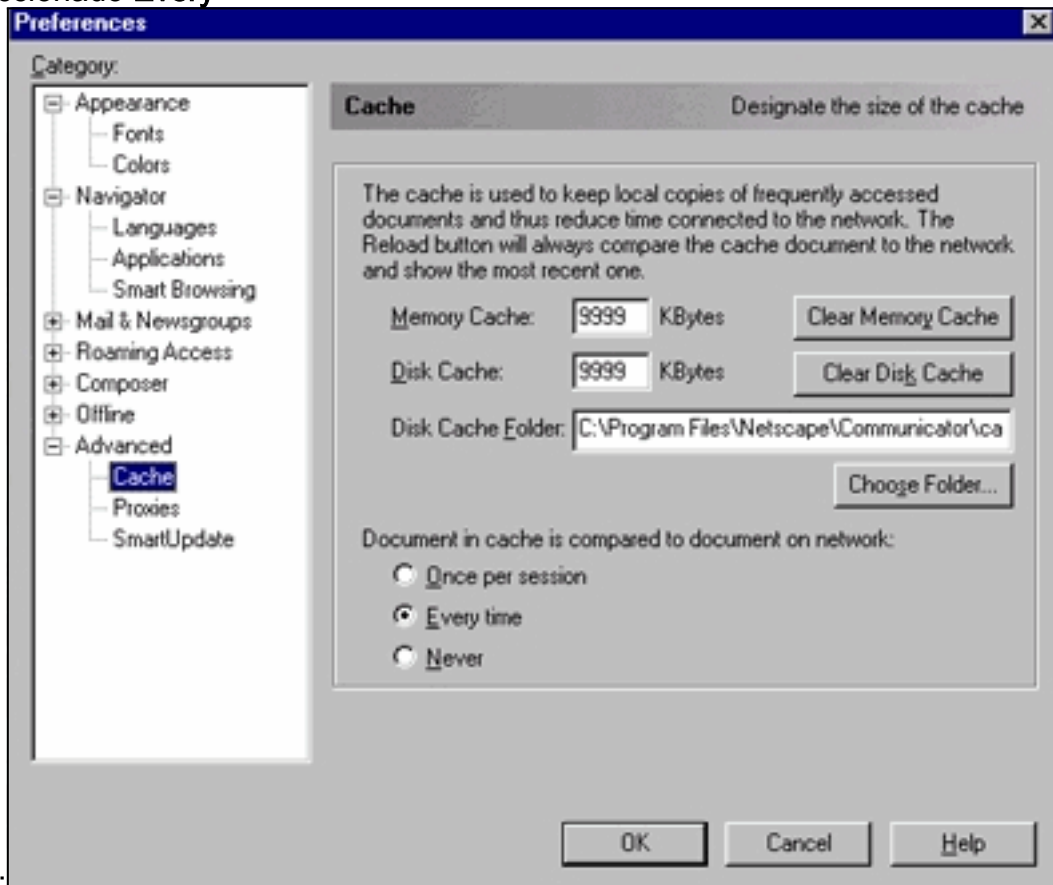 Every
Preferences
Category:
Appearance
Fonts
Colors
Navigator
Languages
Applications
Smart Browsing
Mail & Newsgroups
Roaming Access
Composer
Offline
Advanced
Cache
Proxies
SmartUpdate
Cache Designate the size of the cache
The cache is used to keep local copies of frequently accessed
documents and thus reduce time connected to the network. The
Reload button will always compare the cache document to the network
and show the most recent one.
Memory Cache: 9999 KBytes Clear Memory Cache
Disk Cache: 9999 KBytes Clear Disk Cache
Disk Cache Folder: C:\Program Files\Netscape\Communicator\ca
Choose Folder...
Document in cache is compared to document on network:
Once per session
Every time
Never
OK Cancel Help
.